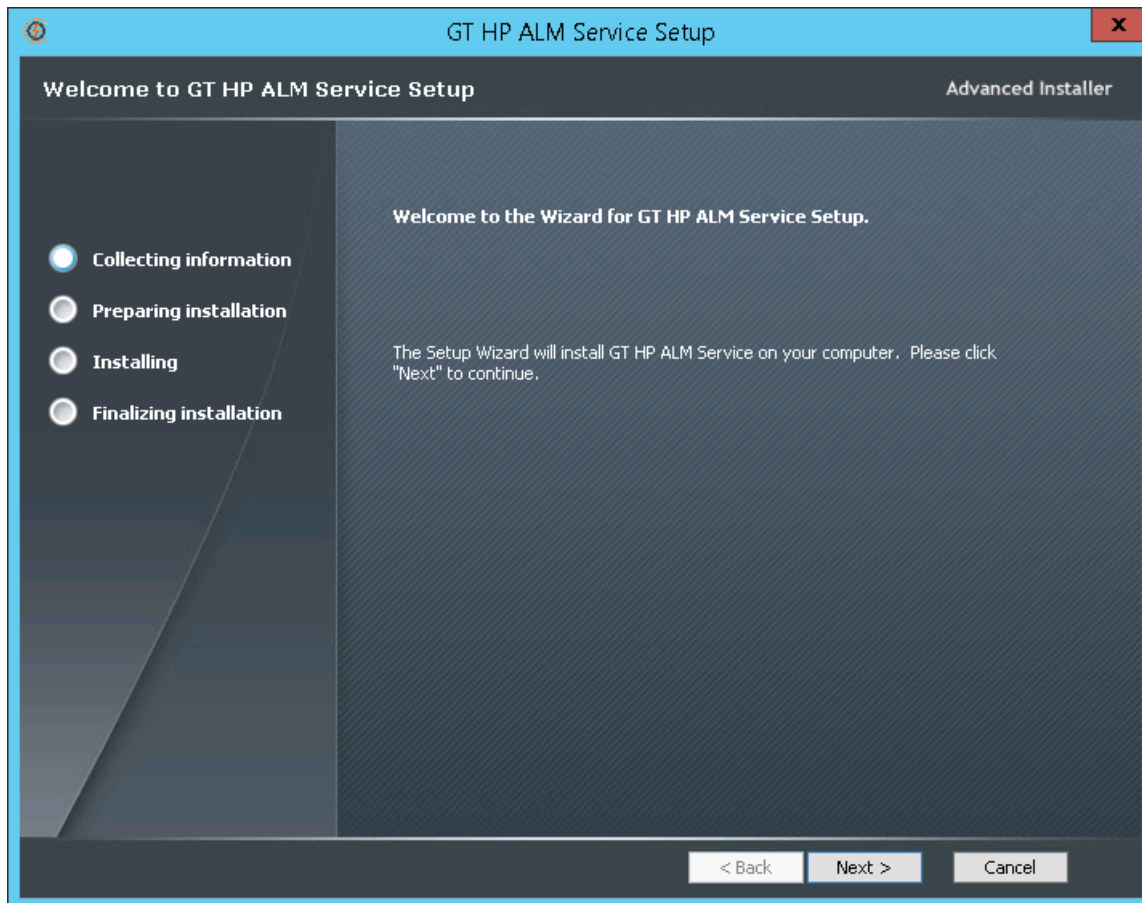 GT HP ALM Service Setup
x
Welcome to GT HP ALM Service Setup
Advanced Installer
Welcome to the Wizard for GT HP ALM Service Setup.
Collecting information
Preparing installation
Installing
Finalizing installation
The Setup Wizard will install GT HP ALM Service on your computer. Please click
"Next" to continue.
< Back
Next >
Cancel